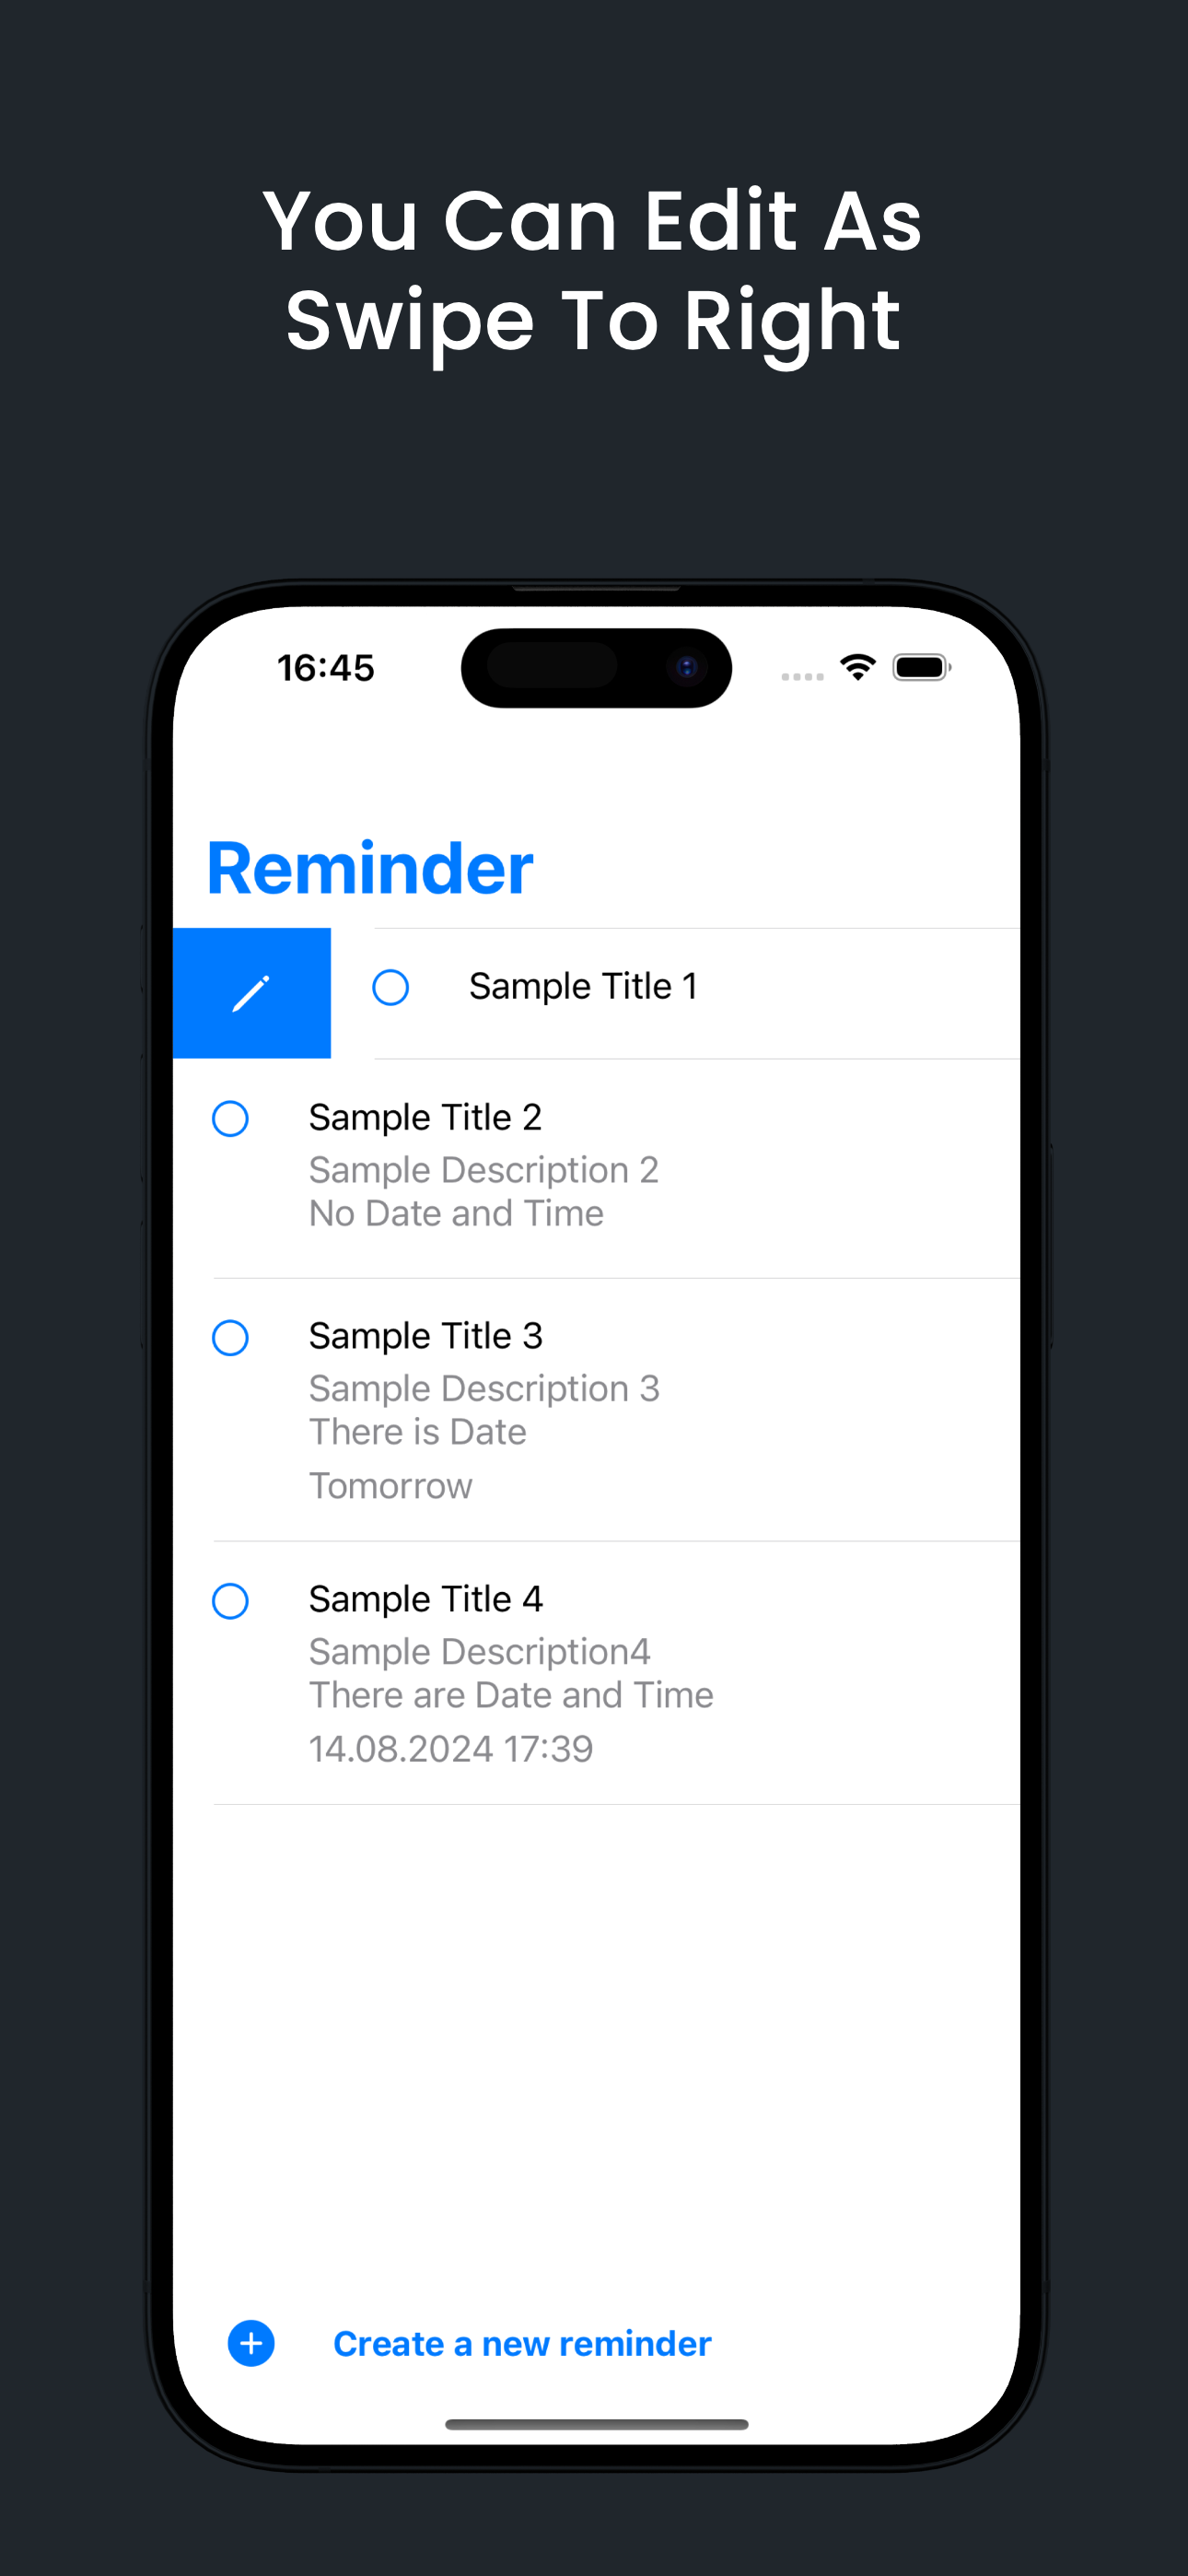 You Can Edit As
Swipe To Right
16:45
Reminder
Sample Title 1
Sample Title 2
Sample Description 2
No Date and Time
Sample Title 3
Sample Description 3
There is Date
Tomorrow
Sample Title 4
Sample Description4
There are Date and Time
14.08.2024 17:39
Create a new reminder